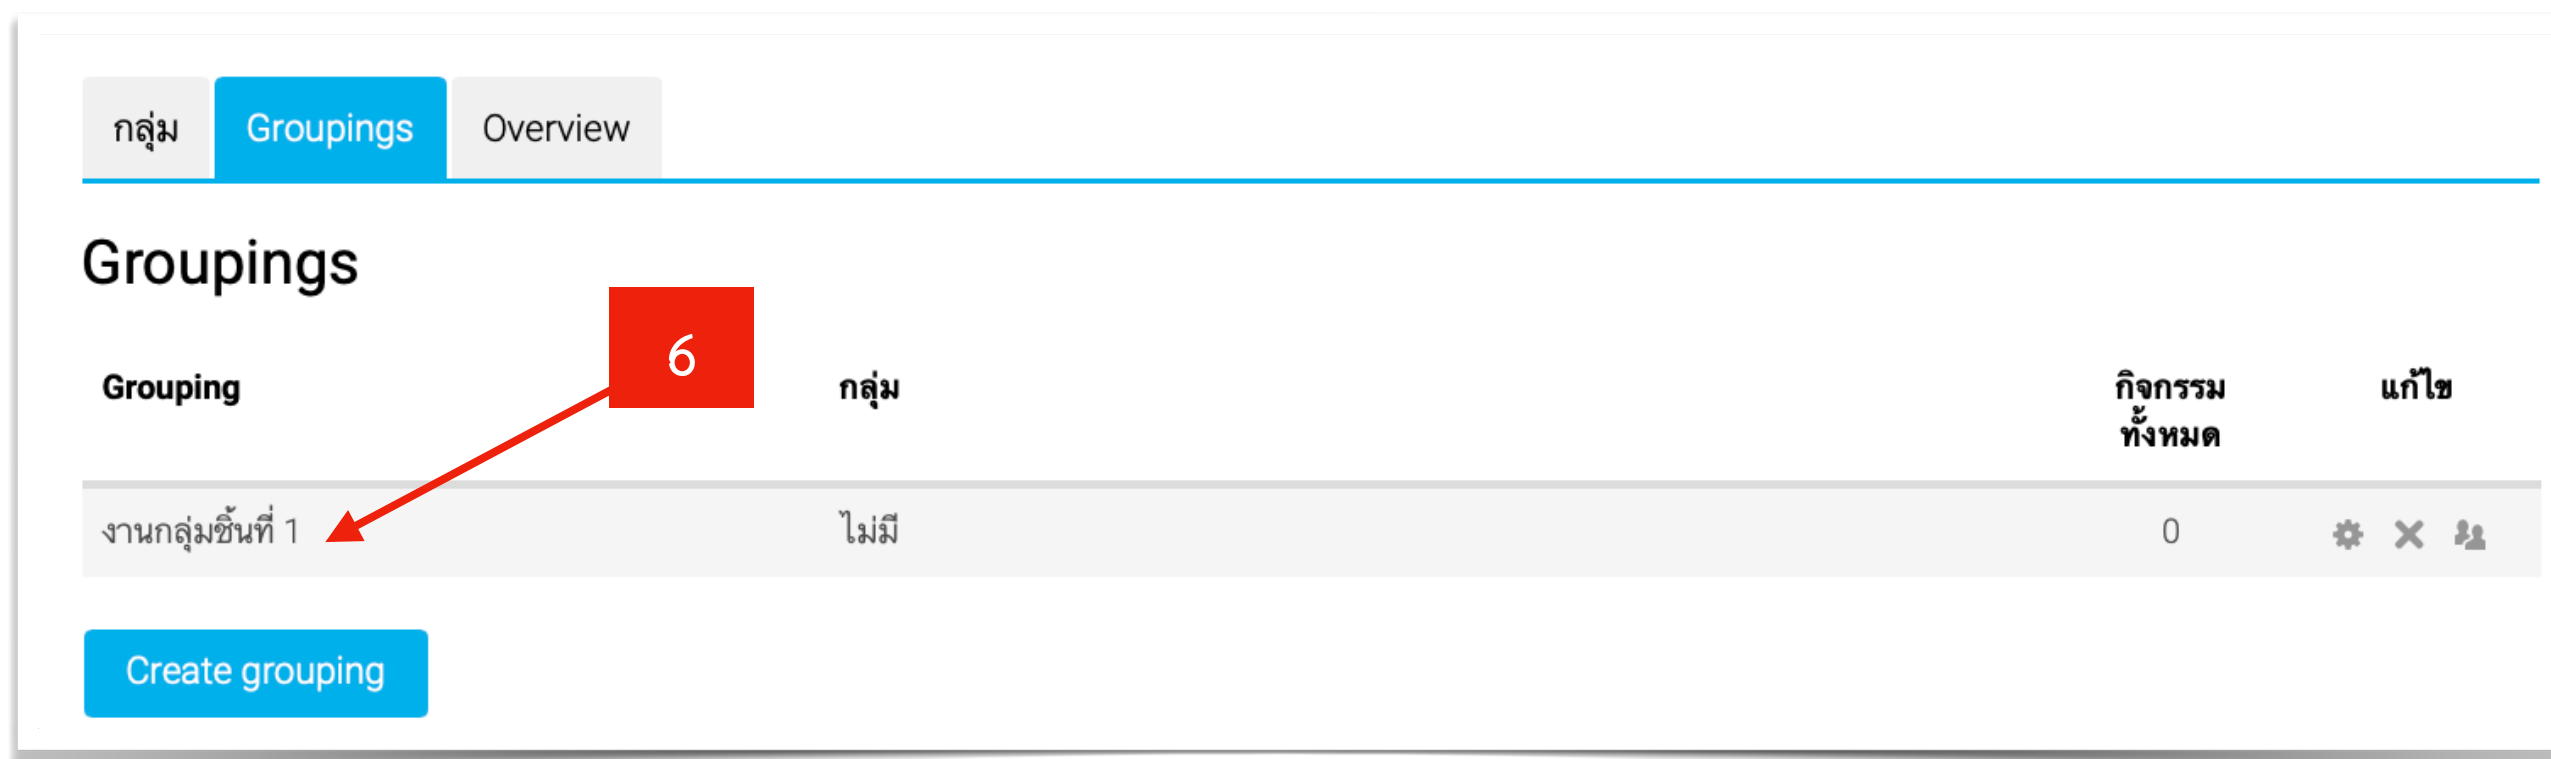 กลุ่ม Groupings Overview
Groupings
6
Grouping กลุ่ม กิจกรรม แก้ไข
ทั้งหมด
งานกลุ่มชิ้นที่ 1 ไม่มี 0
Create grouping